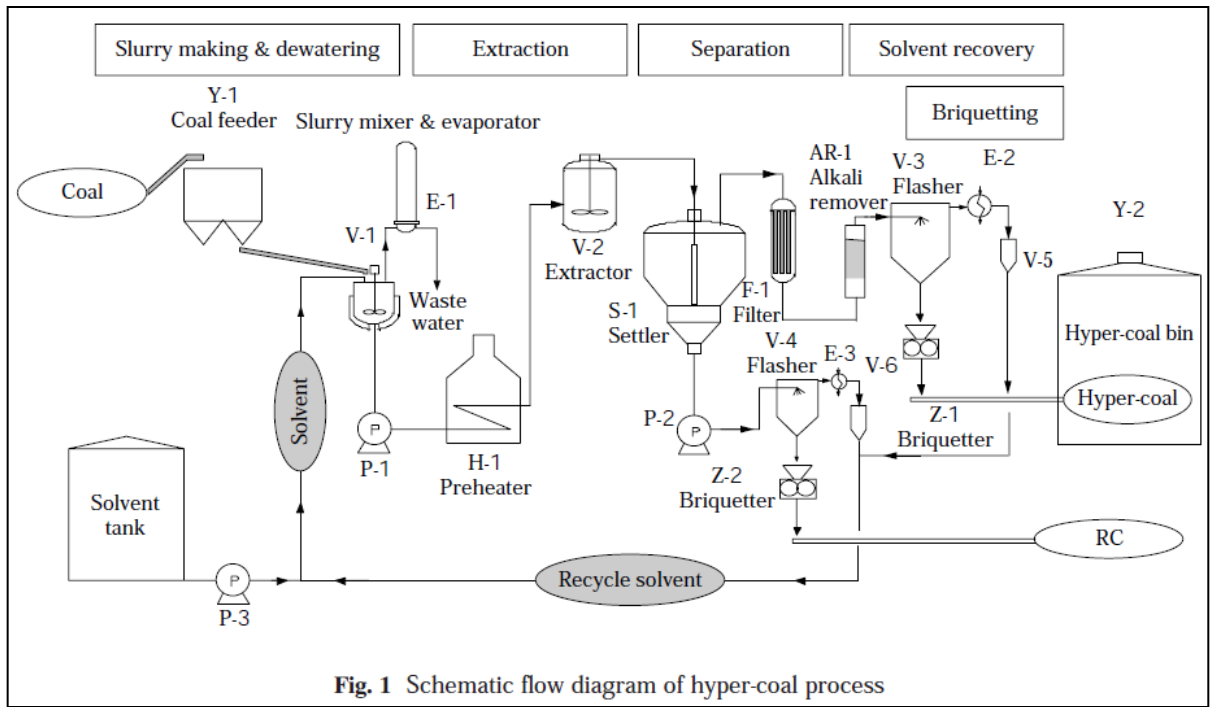 Slurry making & dewatering
Extraction
Separation
Solvent recovery
Briquetting
Y-1
Coal feeder
Slurry mixer & evaporator
Coal
E-1
V-1
Waste
water
V-2
Extractor
AR-1
Alkali
remover
V-3
Flasher
E-2
Y-2
V-5
F-1
Filter
S-1
Settler
V-4
Flasher
E-3
V-6
Hyper-coal bin
Hyper-coal
Z-1
Briquetter
Solvent
P
P-1
H-1
Preheater
P-2
P
Z-2
Briquetter
Solvent
tank
RC
P
P-3
Recycle solvent
Fig. 1 Schematic flow diagram of hyper-coal process